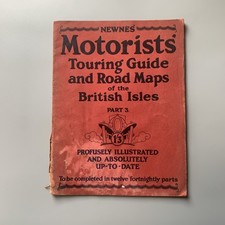 NEWNES'
Motorists'
Touring Guide
and Road Maps
of the
British Isles
PART 3.
PROFUSELY ILLUSTRATED
AND ABSOLUTELY
UP-TO-DATE
To be completed in twelve fortnightly parts